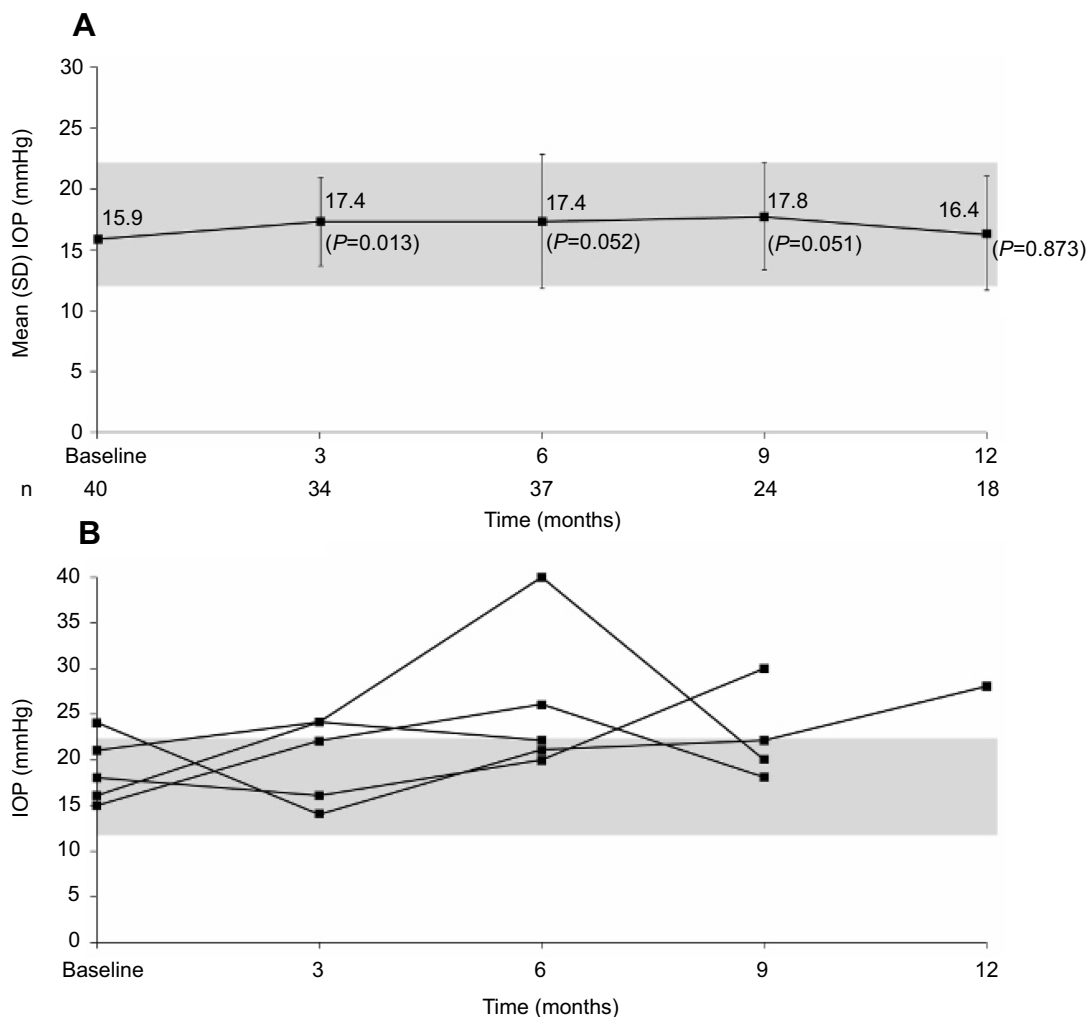 A
Mean (SD) IOP (mmHg)
30
25
20
15
10
5
0
15.9
17.4
(P=0.013)
17.4
(P=0.052)
17.8
(P=0.051)
16.4
(P=0.873)
Baseline 3 6 9 12
n 40 34 37 24 18
Time (months)
B
IOP (mmHg)
40
35
30
25
20
15
10
5
0
Baseline 3 6 9 12
Time (months)